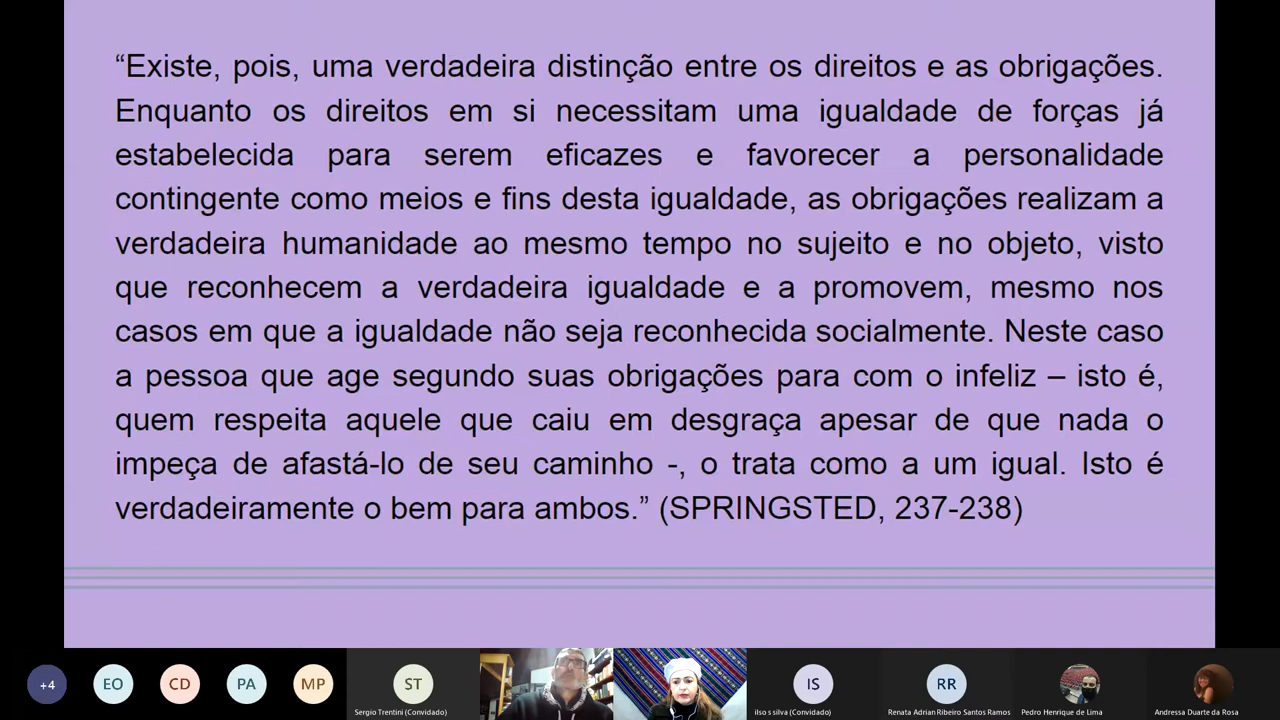 “Existe, pois, uma verdadeira distinção entre os direitos e as obrigações.
Enquanto os direitos em si necessitam uma igualdade de forças já
estabelecida para serem eficazes e favorecer a personalidade
contingente como meios e fins desta igualdade, as obrigações realizam a
verdadeira humanidade ao mesmo tempo no sujeito e no objeto, visto
que reconhecem a verdadeira igualdade e a promovem, mesmo nos
casos em que a igualdade não seja reconhecida socialmente. Neste caso
a pessoa que age segundo suas obrigações para com o infeliz – isto é,
quem respeita aquele que caiu em desgraça apesar de que nada o
impeça de afastá-lo de seu caminho -, o trata como a um igual. Isto é
verdadeiramente o bem para ambos.” (SPRINGSTED, 237-238)
+4 EO CD PA MP ST IS RR
Sergio Trentini (Convidado) ilso s silva (Convidado) Renata Adrian Ribeiro Santos Ramos Pedro Henrique de Lima Andressa Duarte da Rosa